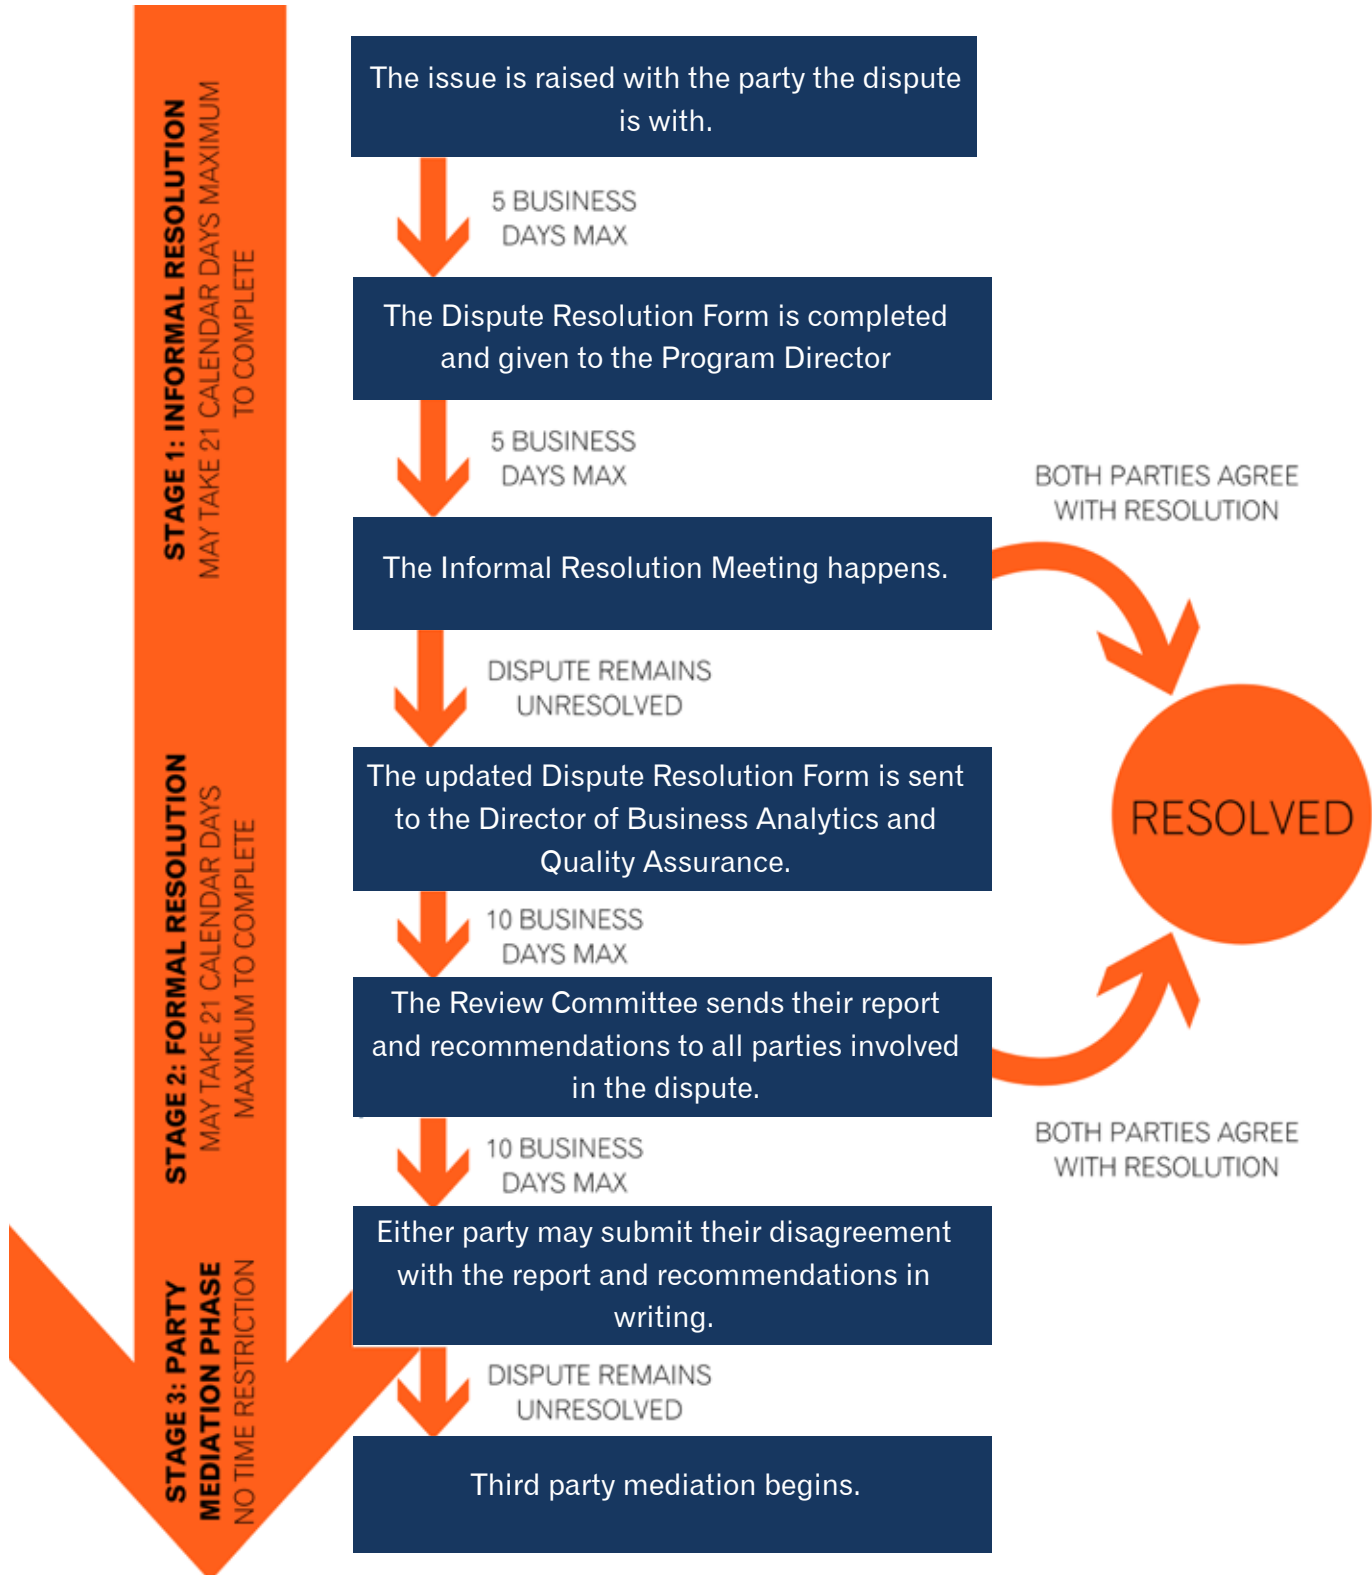 STAGE 1: INFORMAL RESOLUTION
MAY TAKE 21 CALENDAR DAYS MAXIMUM
TO COMPLETE
The issue is raised with the party the dispute
is with.
5 BUSINESS
DAYS MAX
The Dispute Resolution Form is completed
and given to the Program Director
5 BUSINESS
DAYS MAX
The Informal Resolution Meeting happens.
BOTH PARTIES AGREE
WITH RESOLUTION
DISPUTE REMAINS
UNRESOLVED
STAGE 2: FORMAL RESOLUTION
MAY TAKE 21 CALENDAR DAYS
MAXIMUM TO COMPLETE
The updated Dispute Resolution Form is sent
to the Director of Business Analytics and
Quality Assurance.
RESOLVED
10 BUSINESS
DAYS MAX
The Review Committee sends their report
and recommendations to all parties involved
in the dispute.
BOTH PARTIES AGREE
WITH RESOLUTION
10 BUSINESS
DAYS MAX
STAGE 3: PARTY
MEDIATION PHASE
NO TIME RESTRICTION
Either party may submit their disagreement
with the report and recommendations in
writing.
DISPUTE REMAINS
UNRESOLVED
Third party mediation begins.